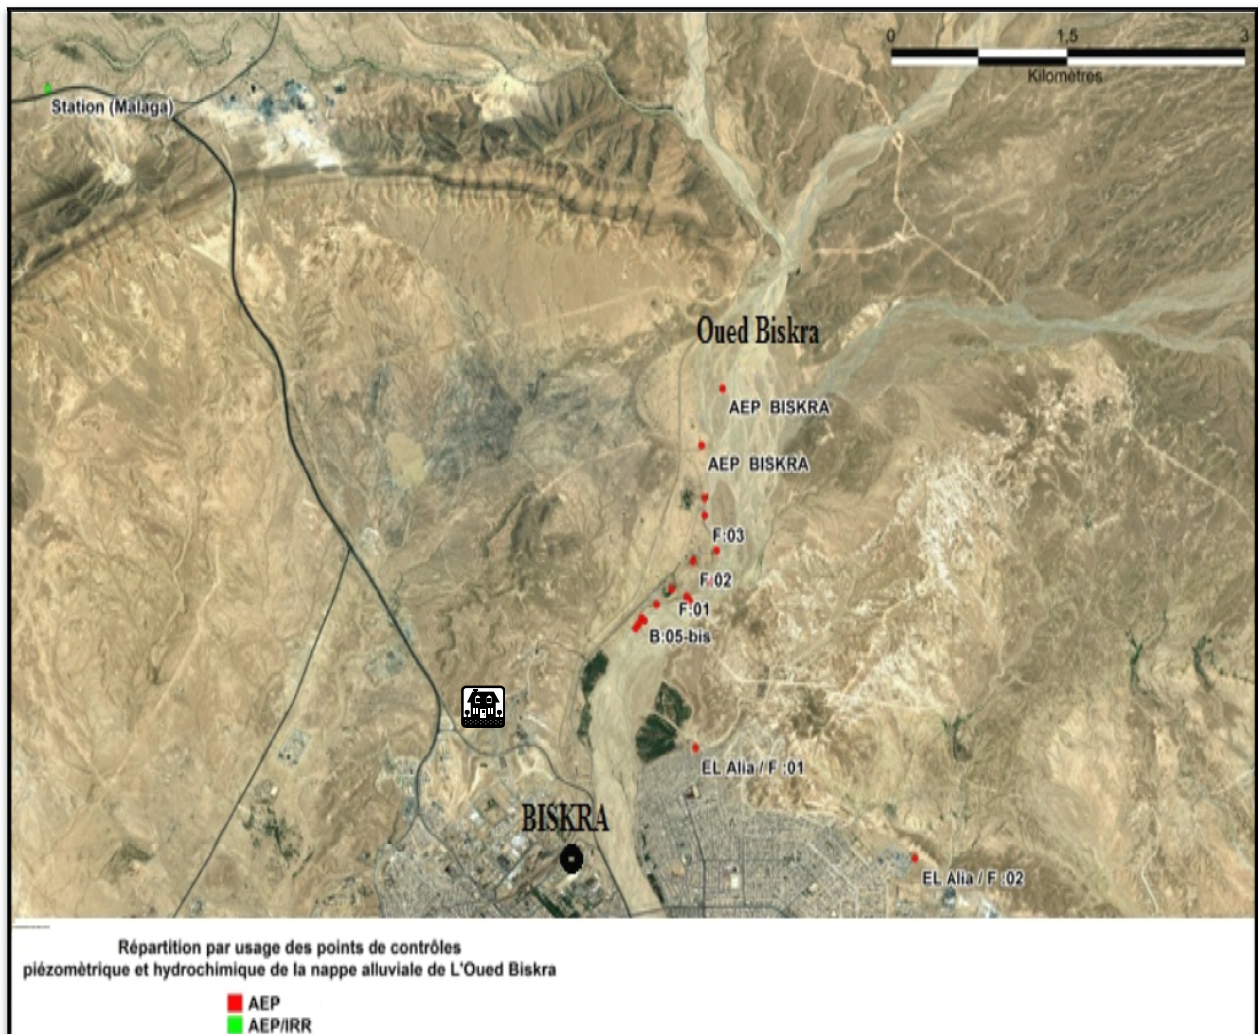 0 1,5 3
Kilomètres
Station (Malaga)
Oued Biskra
AEP BISKRA
AEP BISKRA
F:03
F:02
F:01
B:05-bis
EL Alia / F :01
BISKRA
EL Alia / F :02
Répartition par usage des points de contrôles
piézomètrique et hydrochimique de la nappe alluviale de L'Oued Biskra
AEP
AEP/IRR